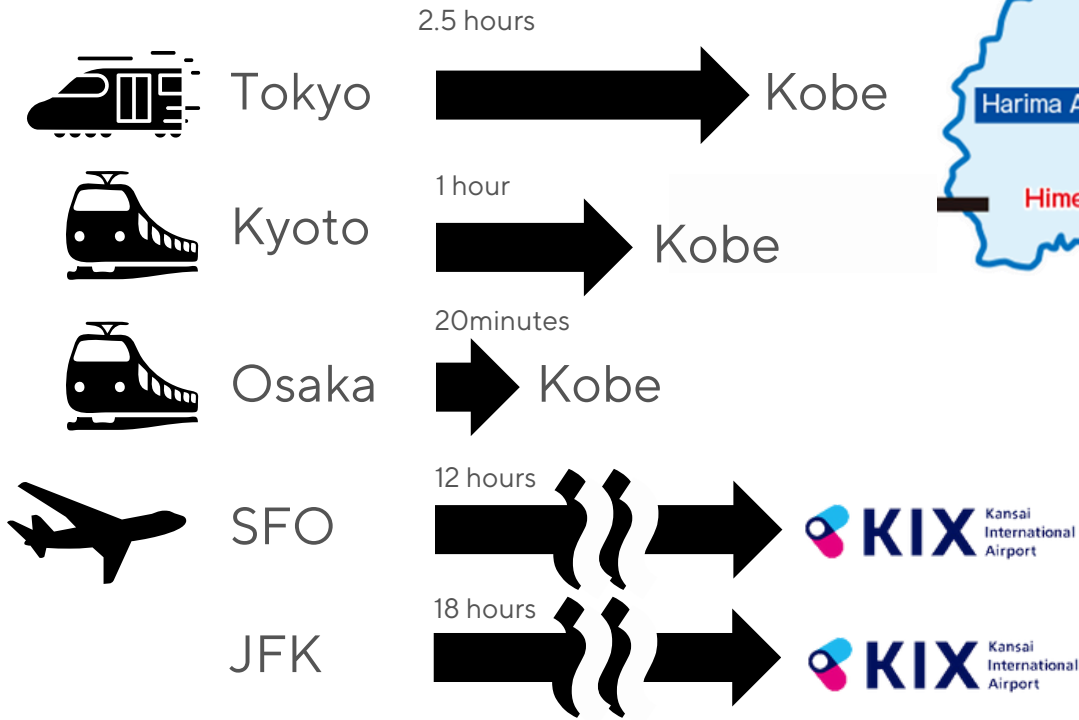 2.5 hours
Tokyo
Kobe
Harima A
1 hour
Kyoto
Kobe
Hime
20minutes
Osaka
Kobe
12 hours
SFO
KIX
Kansai
International
Airport
18 hours
JFK
KIX
Kansai
International
Airport